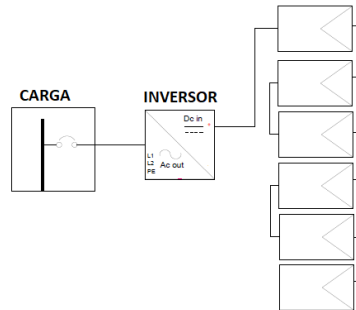 CARGA
INVERSOR
Dc in
L1
L2
PE
Ac out